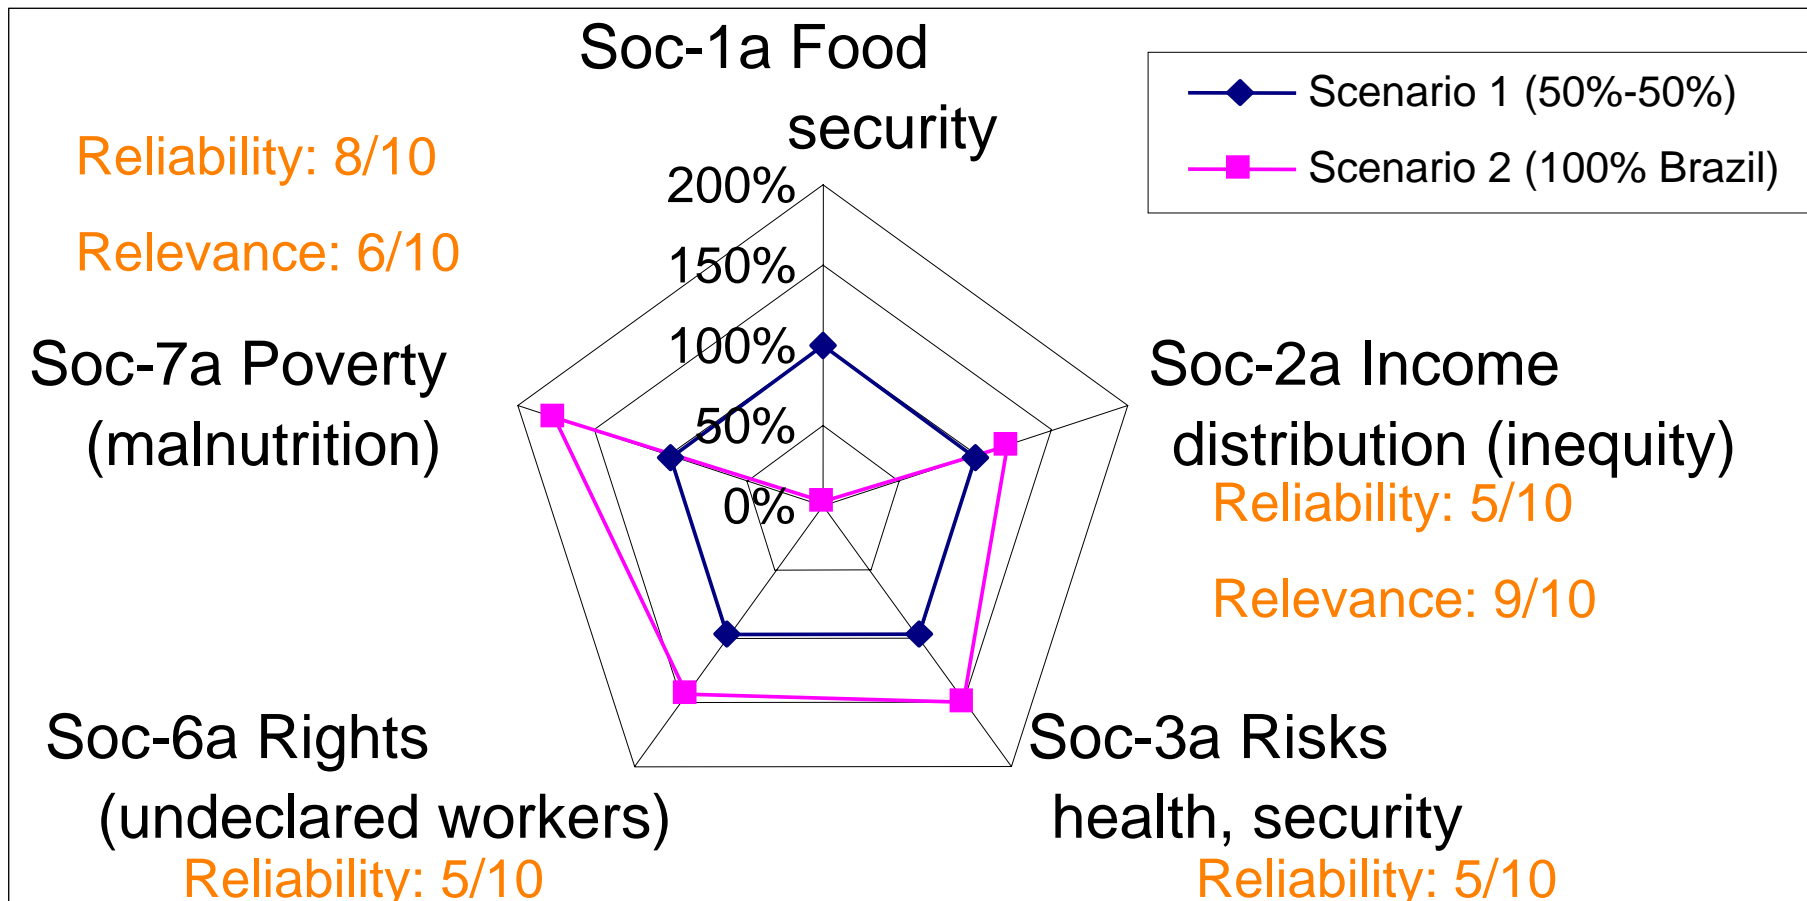 Soc-1a Food
security
Scenario 1 (50%-50%)
Scenario 2 (100% Brazil)
Reliability: 8/10
Relevance: 6/10
200%
150%
100%
50%
0%
Soc-7a Poverty
(malnutrition)
Soc-2a Income
distribution (inequity)
Reliability: 5/10
Relevance: 9/10
Soc-6a Rights
(undeclared workers)
Reliability: 5/10
Soc-3a Risks
health, security
Reliability: 5/10